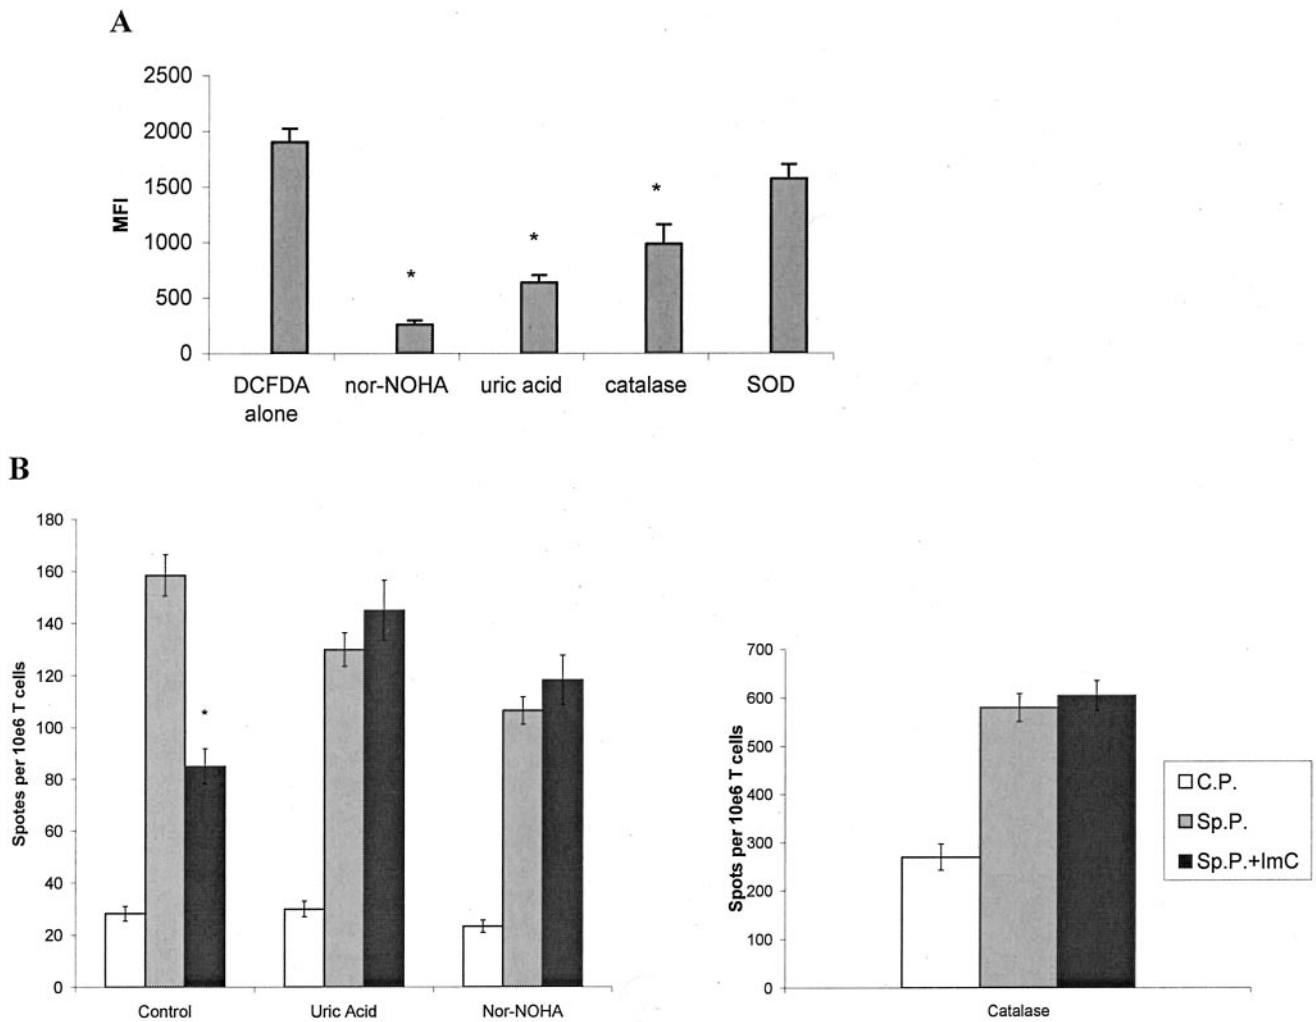 A
2500
2000
1500
1000
500
0
MFI
*
*
*
DCFDA
alone
nor-NOHA
uric acid
catalase
SOD
B
180
160
140
120
100
80
60
40
20
0
Spotes per 10e6 T cells
*
Control
Uric Acid
Nor-NOHA
700
600
500
400
300
200
100
0
Spots per 10e6 T cells
Catalase
C.P.
Sp.P.
Sp.P.+ImC